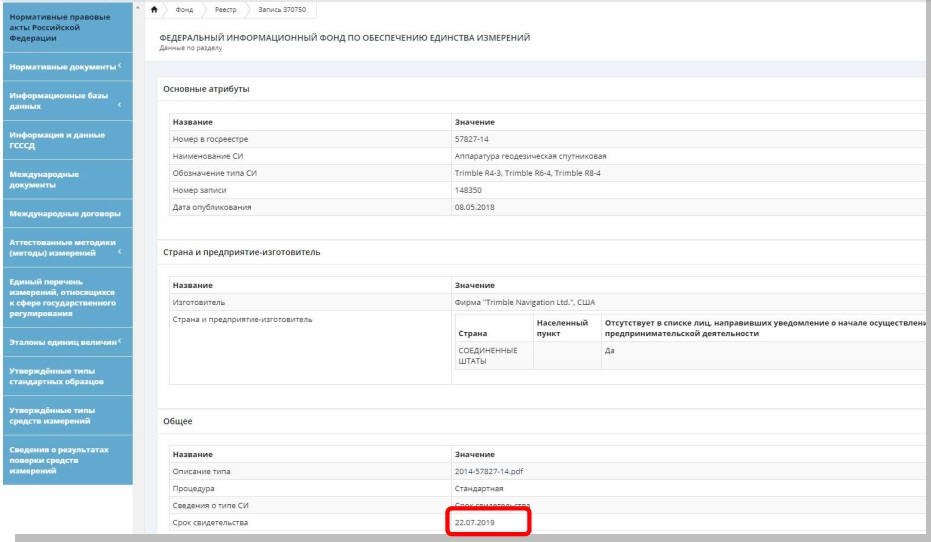 Фонд
Реестр
Запись 370750
Нормативные правовые
акты Российской
Федерации
Нормативные документы
Информационные базы
данных
Информация и данные
ГСССД
Международные
документы
Международные договоры
Аттестованные методики
(методы) измерений
Единый перечень
измерений, относящихся
к сфере государственного
регулирования
Эталоны единиц величин
Утверждённые типы
стандартных образцов
Утверждённые типы
средств измерений
Сведения о результатах
поверки средств
измерений
ФЕДЕРАЛЬНЫЙ ИНФОРМАЦИОННЫЙ ФОНД ПО ОБЕСПЕЧЕНИЮ ЕДИНСТВА ИЗМЕРЕНИЙ
Данные по разделу
Основные атрибуты
Название Значение
Номер в госреестре 57827-14
Наименование СИ Аппаратура геодезическая спутниковая
Обозначение типа СИ Trimble R4-3, Trimble R6-4, Trimble R8-4
Номер записи 148350
Дата опубликования 08.05.2018
Страна и предприятие-изготовитель
Название Значение
Изготовитель Фирма "Trimble Navigation Ltd.", США
Страна и предприятие-изготовитель
Страна
Населенный
пункт
Отсутствует в списке лиц, направивших уведомление о начале осуществлени
предпринимательской деятельности
СОЕДИНЕННЫЕ
ШТАТЫ
Да
Общее
Название Значение
Описание типа 2014-57827-14.pdf
Процедура Стандартная
Сведения о типе СИ Срок свидетельства
Срок свидетельства 22.07.2019